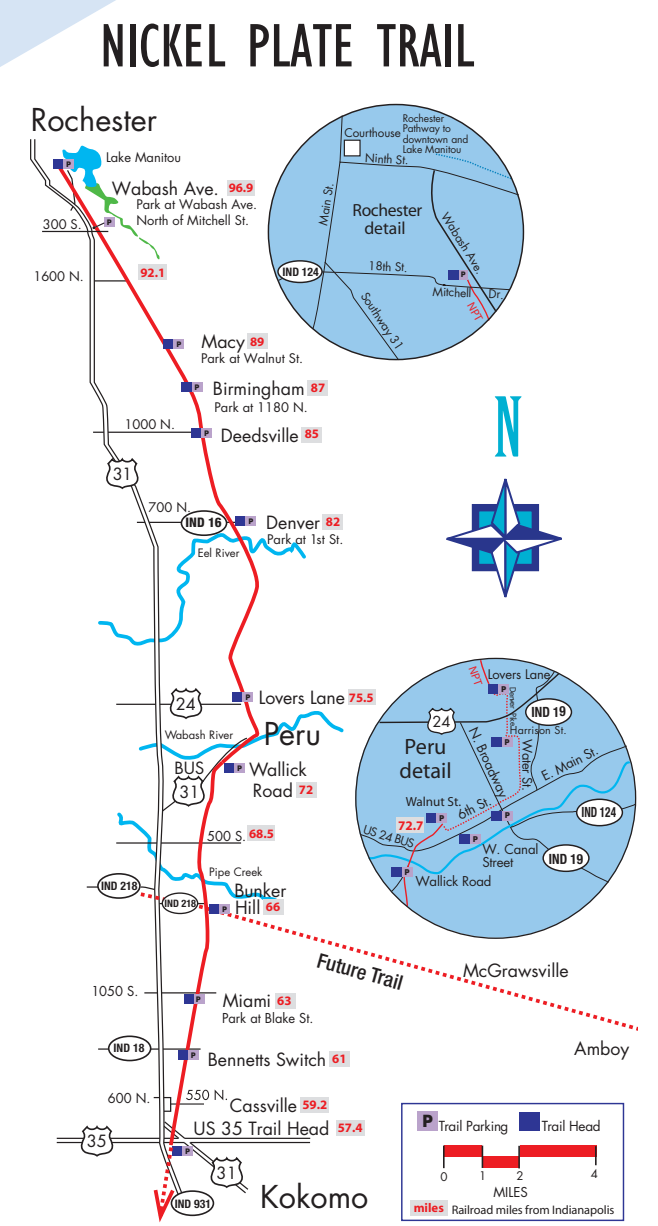 NICKEL PLATE TRAIL
Rochester
Lake Manitou
Wabash Ave. 96.9
Park at Wabash Ave.
North of Mitchell St.
P
300 S.
P
92.1
1600 N.
Macy 89
Park at Walnut St.
P
Birmingham 87
Park at 1180 N.
P
1000 N.
Deedsville 85
P
31
700 N.
IND 16
Denver 82
Park at 1st St.
P
Eel River
24
Lovers Lane 75.5
P
Wabash River
Peru
BUS
31
Wallick
Road 72
P
500 S. 68.5
Pipe Creek
IND 218
IND 218
Bunker
Hill 66
P
Future Trail
McGrawsville
Amboy
1050 S.
Miami 63
Park at Blake St.
P
IND 18
Bennetts Switch 61
P
600 N.
550 N.
Cassville 59.2
US 35 Trail Head 57.4
35
P
31
IND 931
Kokomo
Courthouse
Rochester
Pathway to
downtown and
Lake Manitou
Ninth St.
Main St.
Rochester
detail
Wabash Ave.
IND 124
18th St.
P
Mitchell Dr.
Southway 31
NPT
N
NPT
Lovers Lane
P
Denver Pike
IND 19
24
Harrison St.
P
Peru
detail
N. Broadway
Water St.
E. Main St.
Walnut St.
P
6th St.
P
IND 124
72.7
US 24 BUS
P
W. Canal
Street
IND 19
P
Wallick Road
P Trail Parking
Trail Head
0 1 2 4
MILES
miles Railroad miles from Indianapolis